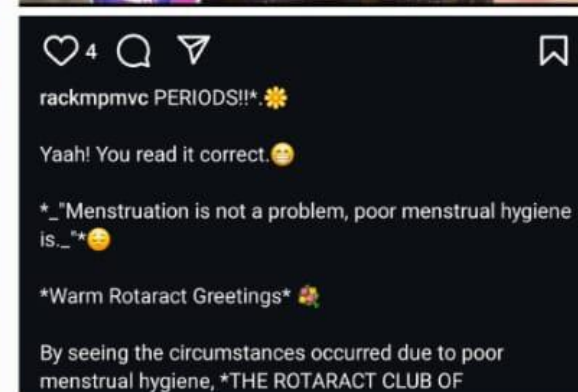 4
rackmpmvc PERIODS!!*.🌼
Yaah! You read it correct.😁
*_"Menstruation is not a problem, poor menstrual hygiene
is._"*😌
*Warm Rotaract Greetings* 💐
By seeing the circumstances occurred due to poor
menstrual hygiene, *THE ROTARACT CLUB OF